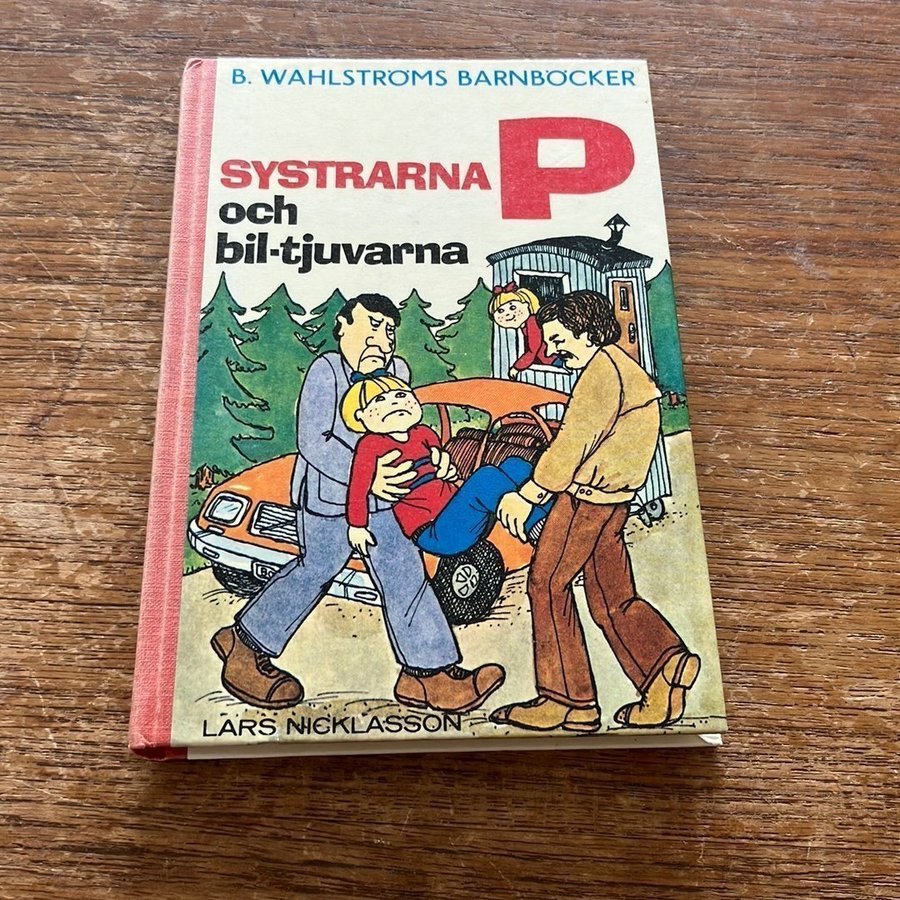 B. WAHLSTRÖMS BARNBÖCKER
SYSTRARNA P
och
bil-tjuvarna
LARS NICKLASSON